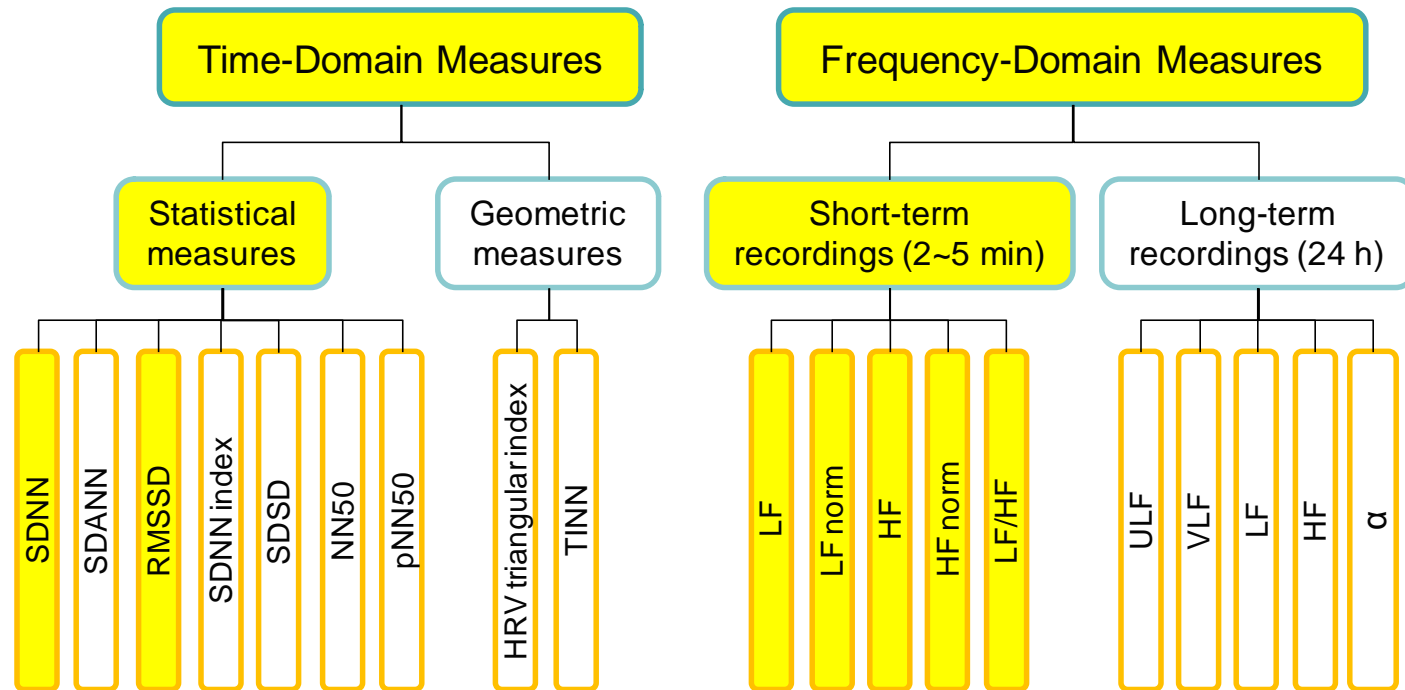 Time-Domain Measures
Frequency-Domain Measures
Statistical
measures
Geometric
measures
Short-term
recordings (2~5 min)
Long-term
recordings (24 h)
SDNN
SDANN
RMSSD
SDNN index
SDSD
NN50
pNN50
HRV triangular index
TINN
LF
LF norm
HF
HF norm
LF/HF
ULF
VLF
LF
HF
α